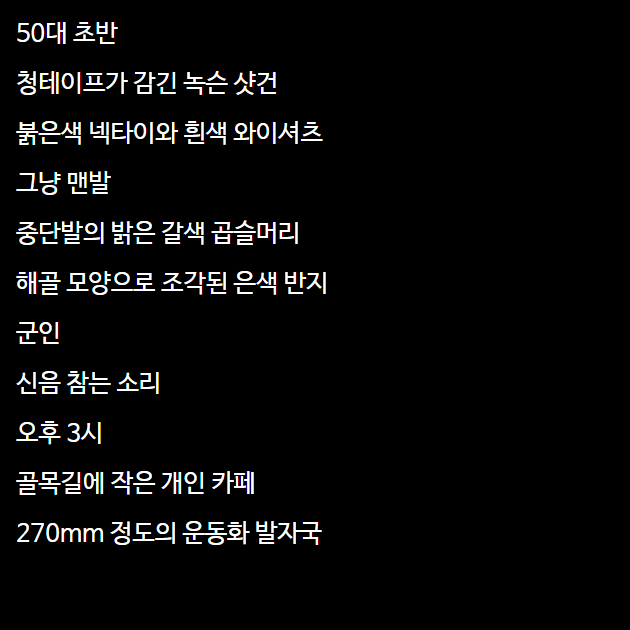 50대 초반
청테이프가 감긴 녹슨 샷건
붉은색 넥타이와 흰색 와이셔츠
그냥 맨발
중단발의 밝은 갈색 곱슬머리
해골 모양으로 조각된 은색 반지
군인
신음 참는 소리
오후 3시
골목길에 작은 개인 카페
270mm 정도의 운동화 발자국